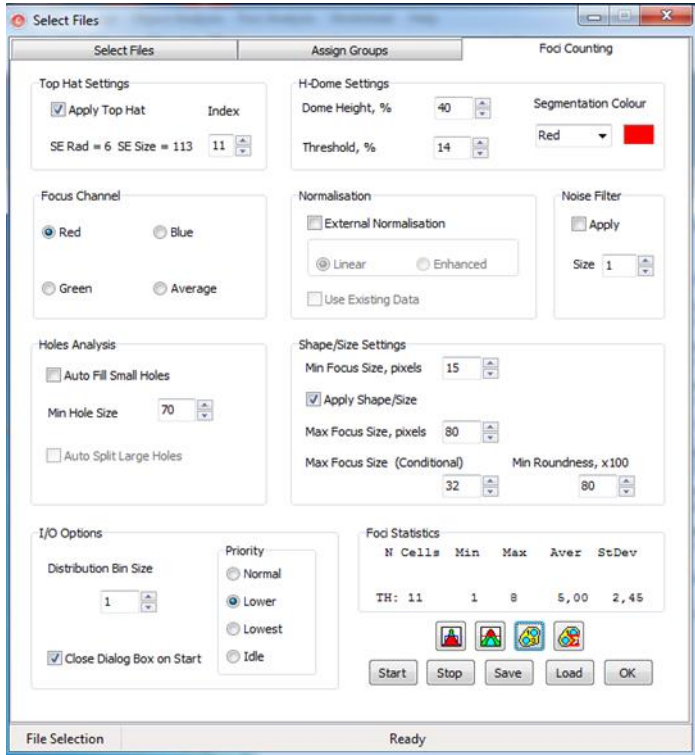 Select Files
Select Files Assign Groups Foci Counting
Top Hat Settings
Apply Top Hat Index
SE Rad = 6 SE Size = 113 11
H-Dome Settings
Dome Height, % 40 Segmentation Colour
Red
Threshold, % 14
Focus Channel
Red Blue
Green Average
Normalisation
External Normalisation
Linear Enhanced
Use Existing Data
Noise Filter
Apply
Size 1
Holes Analysis
Auto Fill Small Holes
Min Hole Size 70
Auto Split Large Holes
Shape/Size Settings
Min Focus Size, pixels 15
Apply Shape/Size
Max Focus Size, pixels 80
Max Focus Size (Conditional) Min Roundness, x100
32 80
I/O Options
Distribution Bin Size
1
Close Dialog Box on Start
Priority
Normal
Lower
Lowest
Idle
Foci Statistics
N Cells Min Max Aver StDev
TH: 11 1 8 5,00 2,45
Start Stop Save Load OK
File Selection Ready